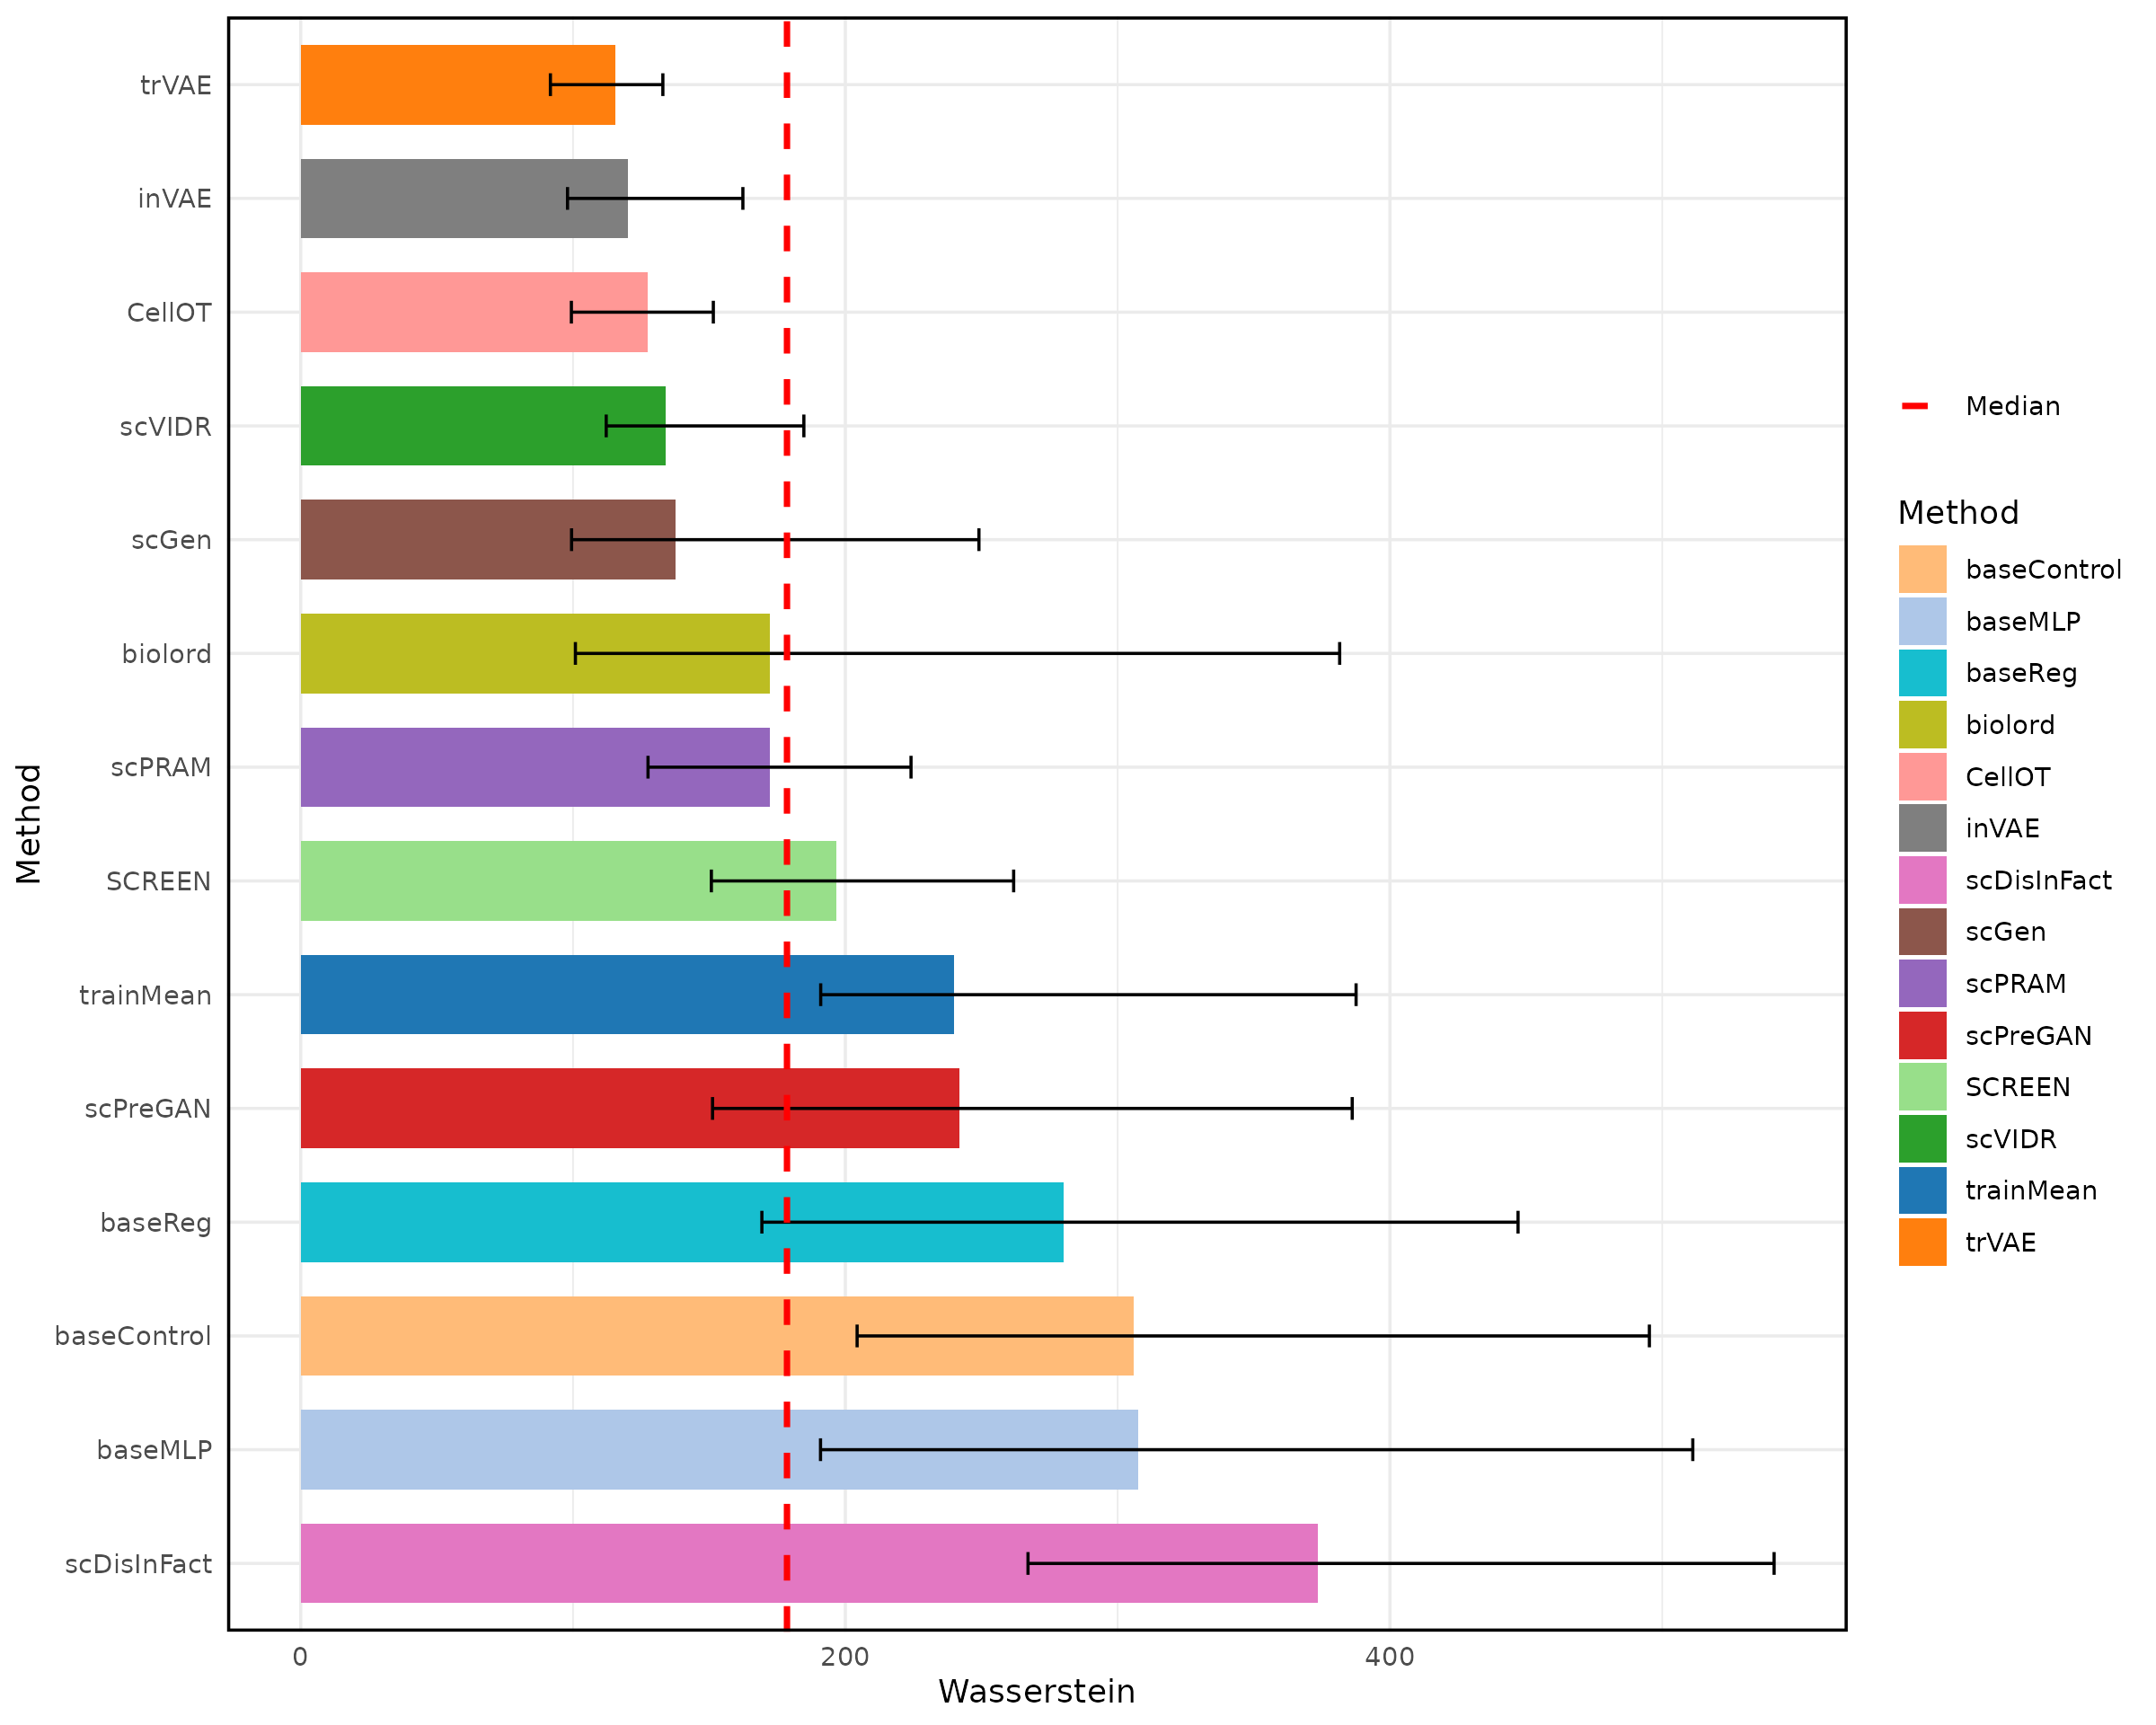 Method
trVAE
inVAE
CellOT
scVIDR
scGen
biolord
scPRAM
SCREEN
trainMean
scPreGAN
baseReg
baseControl
baseMLP
scDisInFact
0 200 400
Wasserstein
Median
Method
baseControl
baseMLP
baseReg
biolord
CellOT
inVAE
scDisInFact
scGen
scPRAM
scPreGAN
SCREEN
scVIDR
trainMean
trVAE